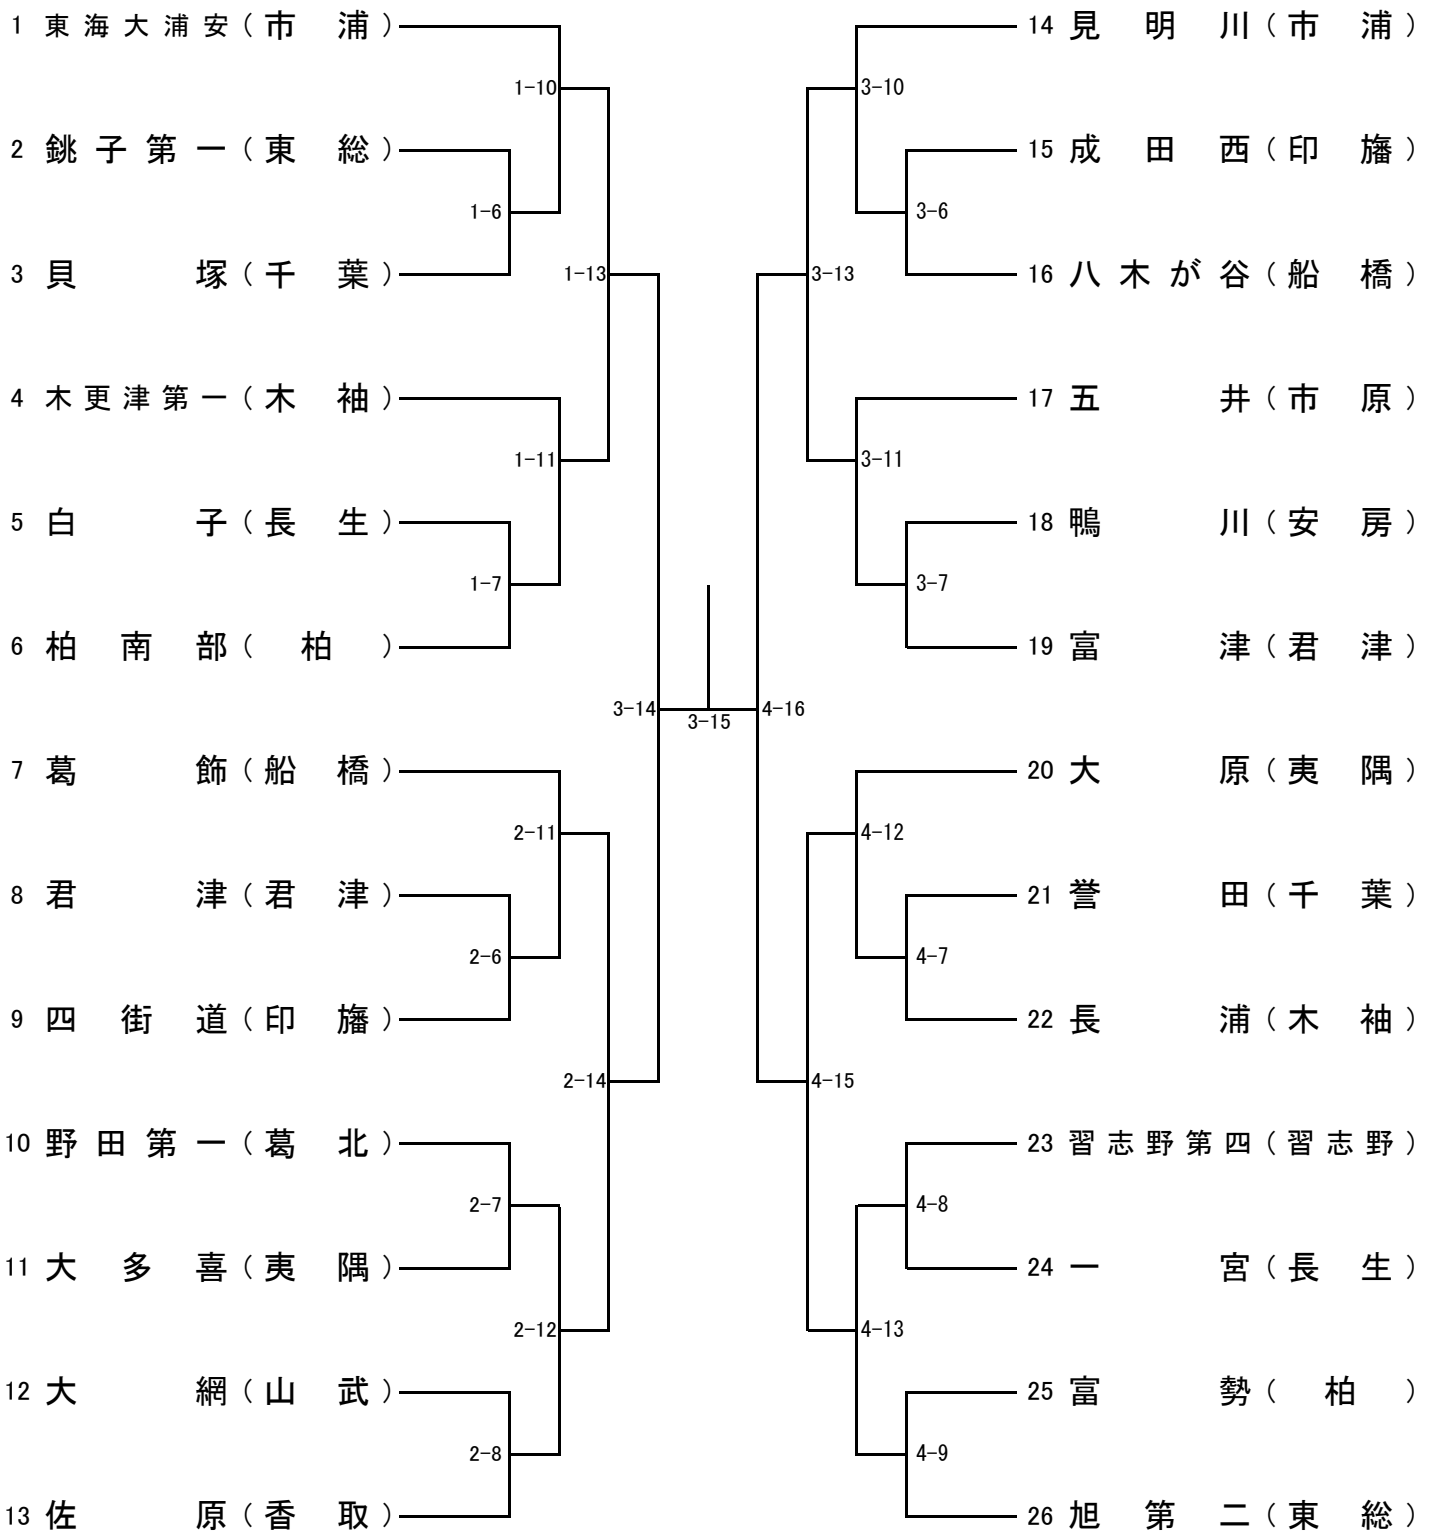 1 東海大浦安(市浦)
14 見明川(市浦)
1-10
3-10
2 銚子第一(東総)
15 成田西(印旛)
1-6
3-6
3 貝塚(千葉)
1-13
3-13
16 八木が谷(船橋)
4 木更津第一(木袖)
17 五井(市原)
1-11
3-11
5 白子(長生)
18 鴨川(安房)
1-7
3-7
6 柏南部(柏)
19 富津(君津)
3-14
3-15
4-16
7 葛飾(船橋)
20 大原(夷隅)
2-11
4-12
8 君津(君津)
21 誉田(千葉)
2-6
4-7
9 四街道(印旛)
22 長浦(木袖)
2-14
4-15
10 野田第一(葛北)
23 習志野第四(習志野)
2-7
4-8
11 大多喜(夷隅)
24 一宮(長生)
2-12
4-13
12 大網(山武)
25 富勢(柏)
2-8
4-9
13 佐原(香取)
26 旭第二(東総)